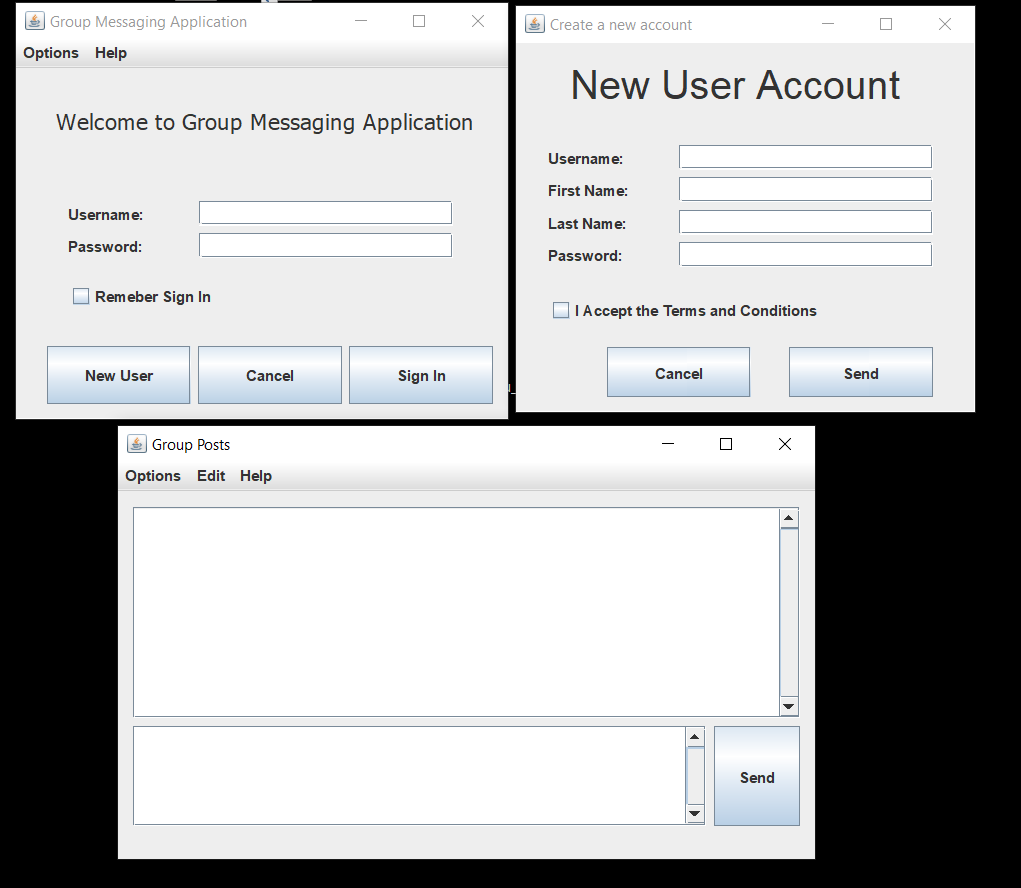 Group Messaging Application
Options Help
Welcome to Group Messaging Application
Username:
Password:
Remeber Sign In
New User Cancel Sign In
Create a new account
New User Account
Username:
First Name:
Last Name:
Password:
I Accept the Terms and Conditions
Cancel Send
Group Posts
Options Edit Help
Send